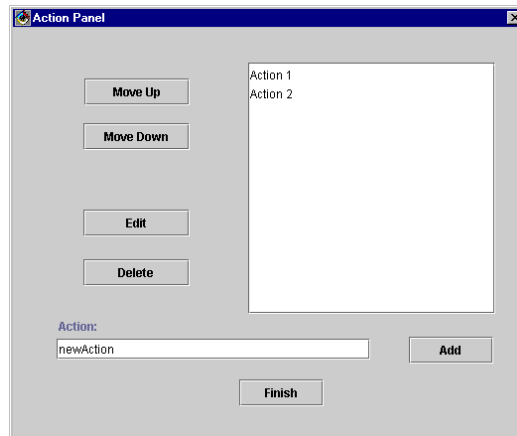 Action Panel
Move Up
Move Down
Edit
Delete
Action 1
Action 2
Action:
newAction
Add
Finish